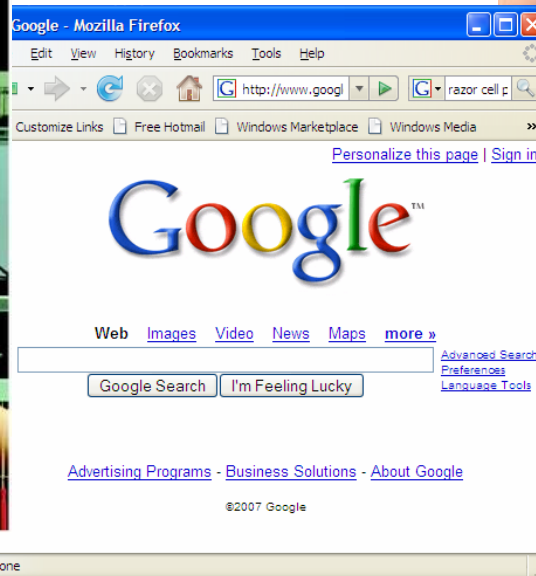 Google - Mozilla Firefox
Edit View History Bookmarks Tools Help
G http://www.googl G razor cell p
Customize Links Free Hotmail Windows Marketplace Windows Media »
Personalize this page | Sign in
Google™
Web Images Video News Maps more »
Advanced Search
Preferences
Google Search I'm Feeling Lucky Language Tools
Advertising Programs - Business Solutions - About Google
©2007 Google
one